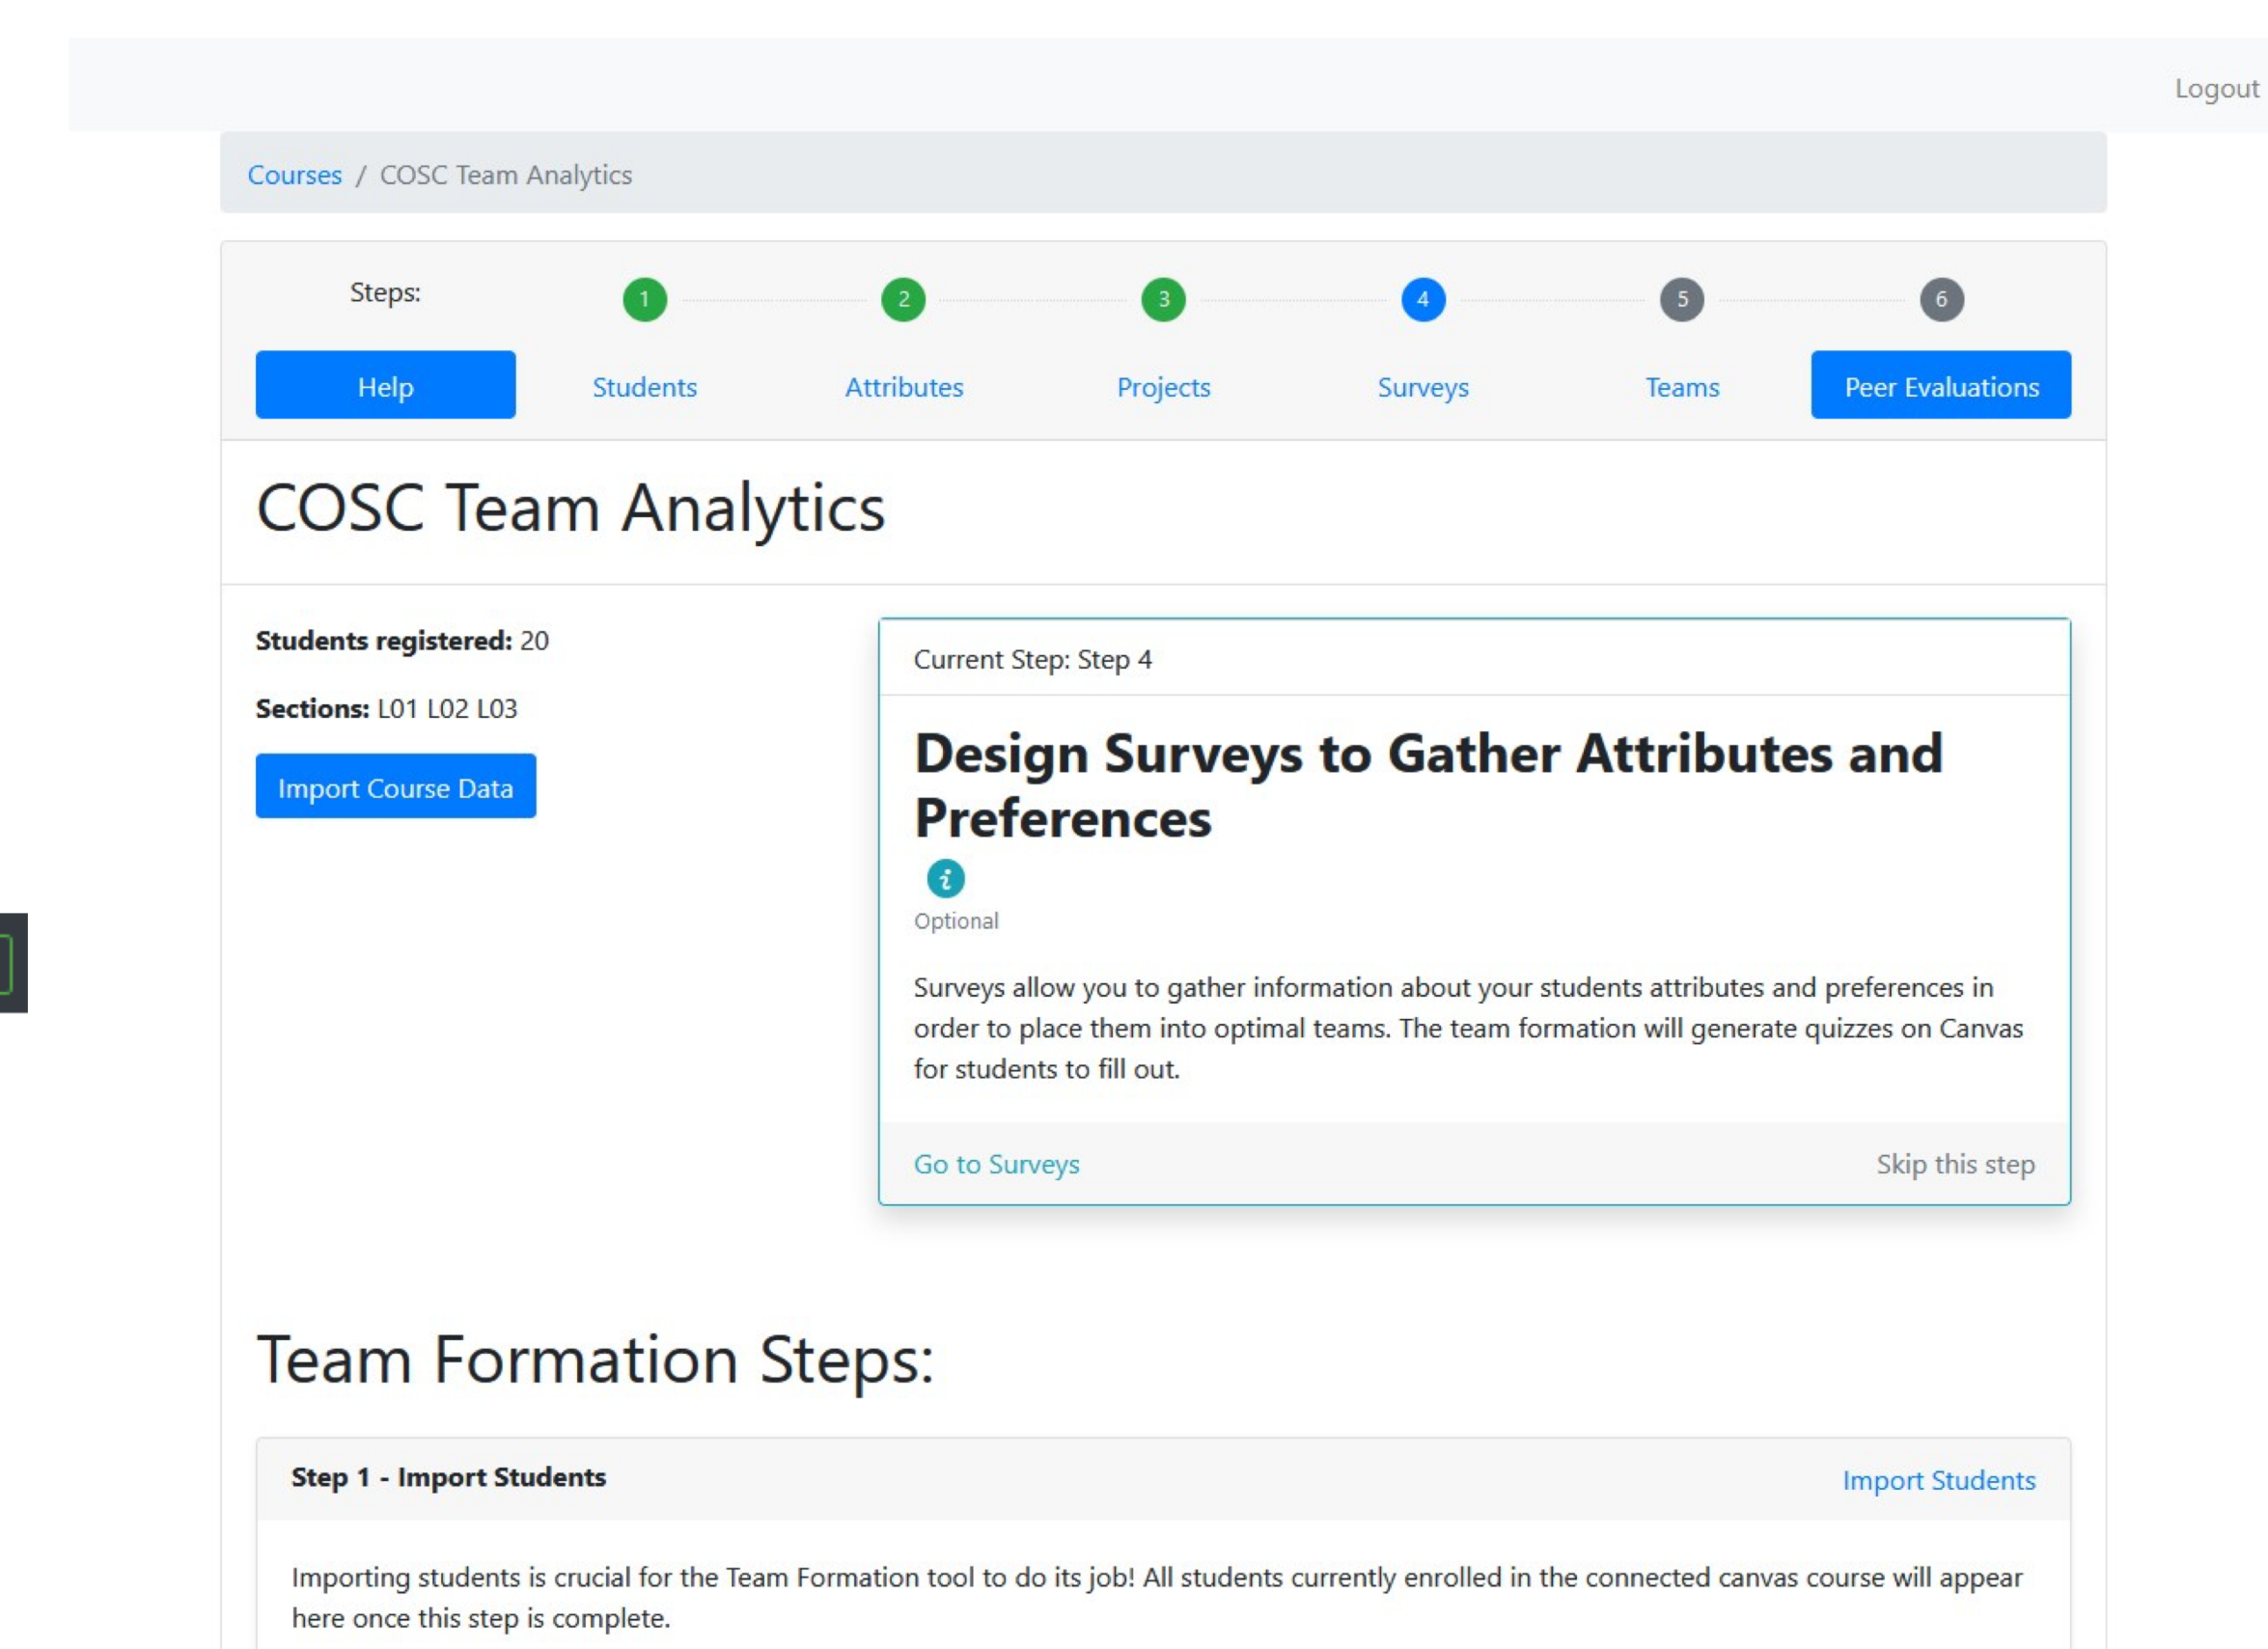 Logout
Courses / COSC Team Analytics
Steps: 1 2 3 4 5 6
Help Students Attributes Projects Surveys Teams Peer Evaluations
COSC Team Analytics
Students registered: 20
Sections: L01 L02 L03
Import Course Data
Current Step: Step 4
Design Surveys to Gather Attributes and
Preferences
i
Optional
Surveys allow you to gather information about your students attributes and preferences in
order to place them into optimal teams. The team formation will generate quizzes on Canvas
for students to fill out.
Go to Surveys Skip this step
Team Formation Steps:
Step 1 - Import Students Import Students
Importing students is crucial for the Team Formation tool to do its job! All students currently enrolled in the connected canvas course will appear
here once this step is complete.